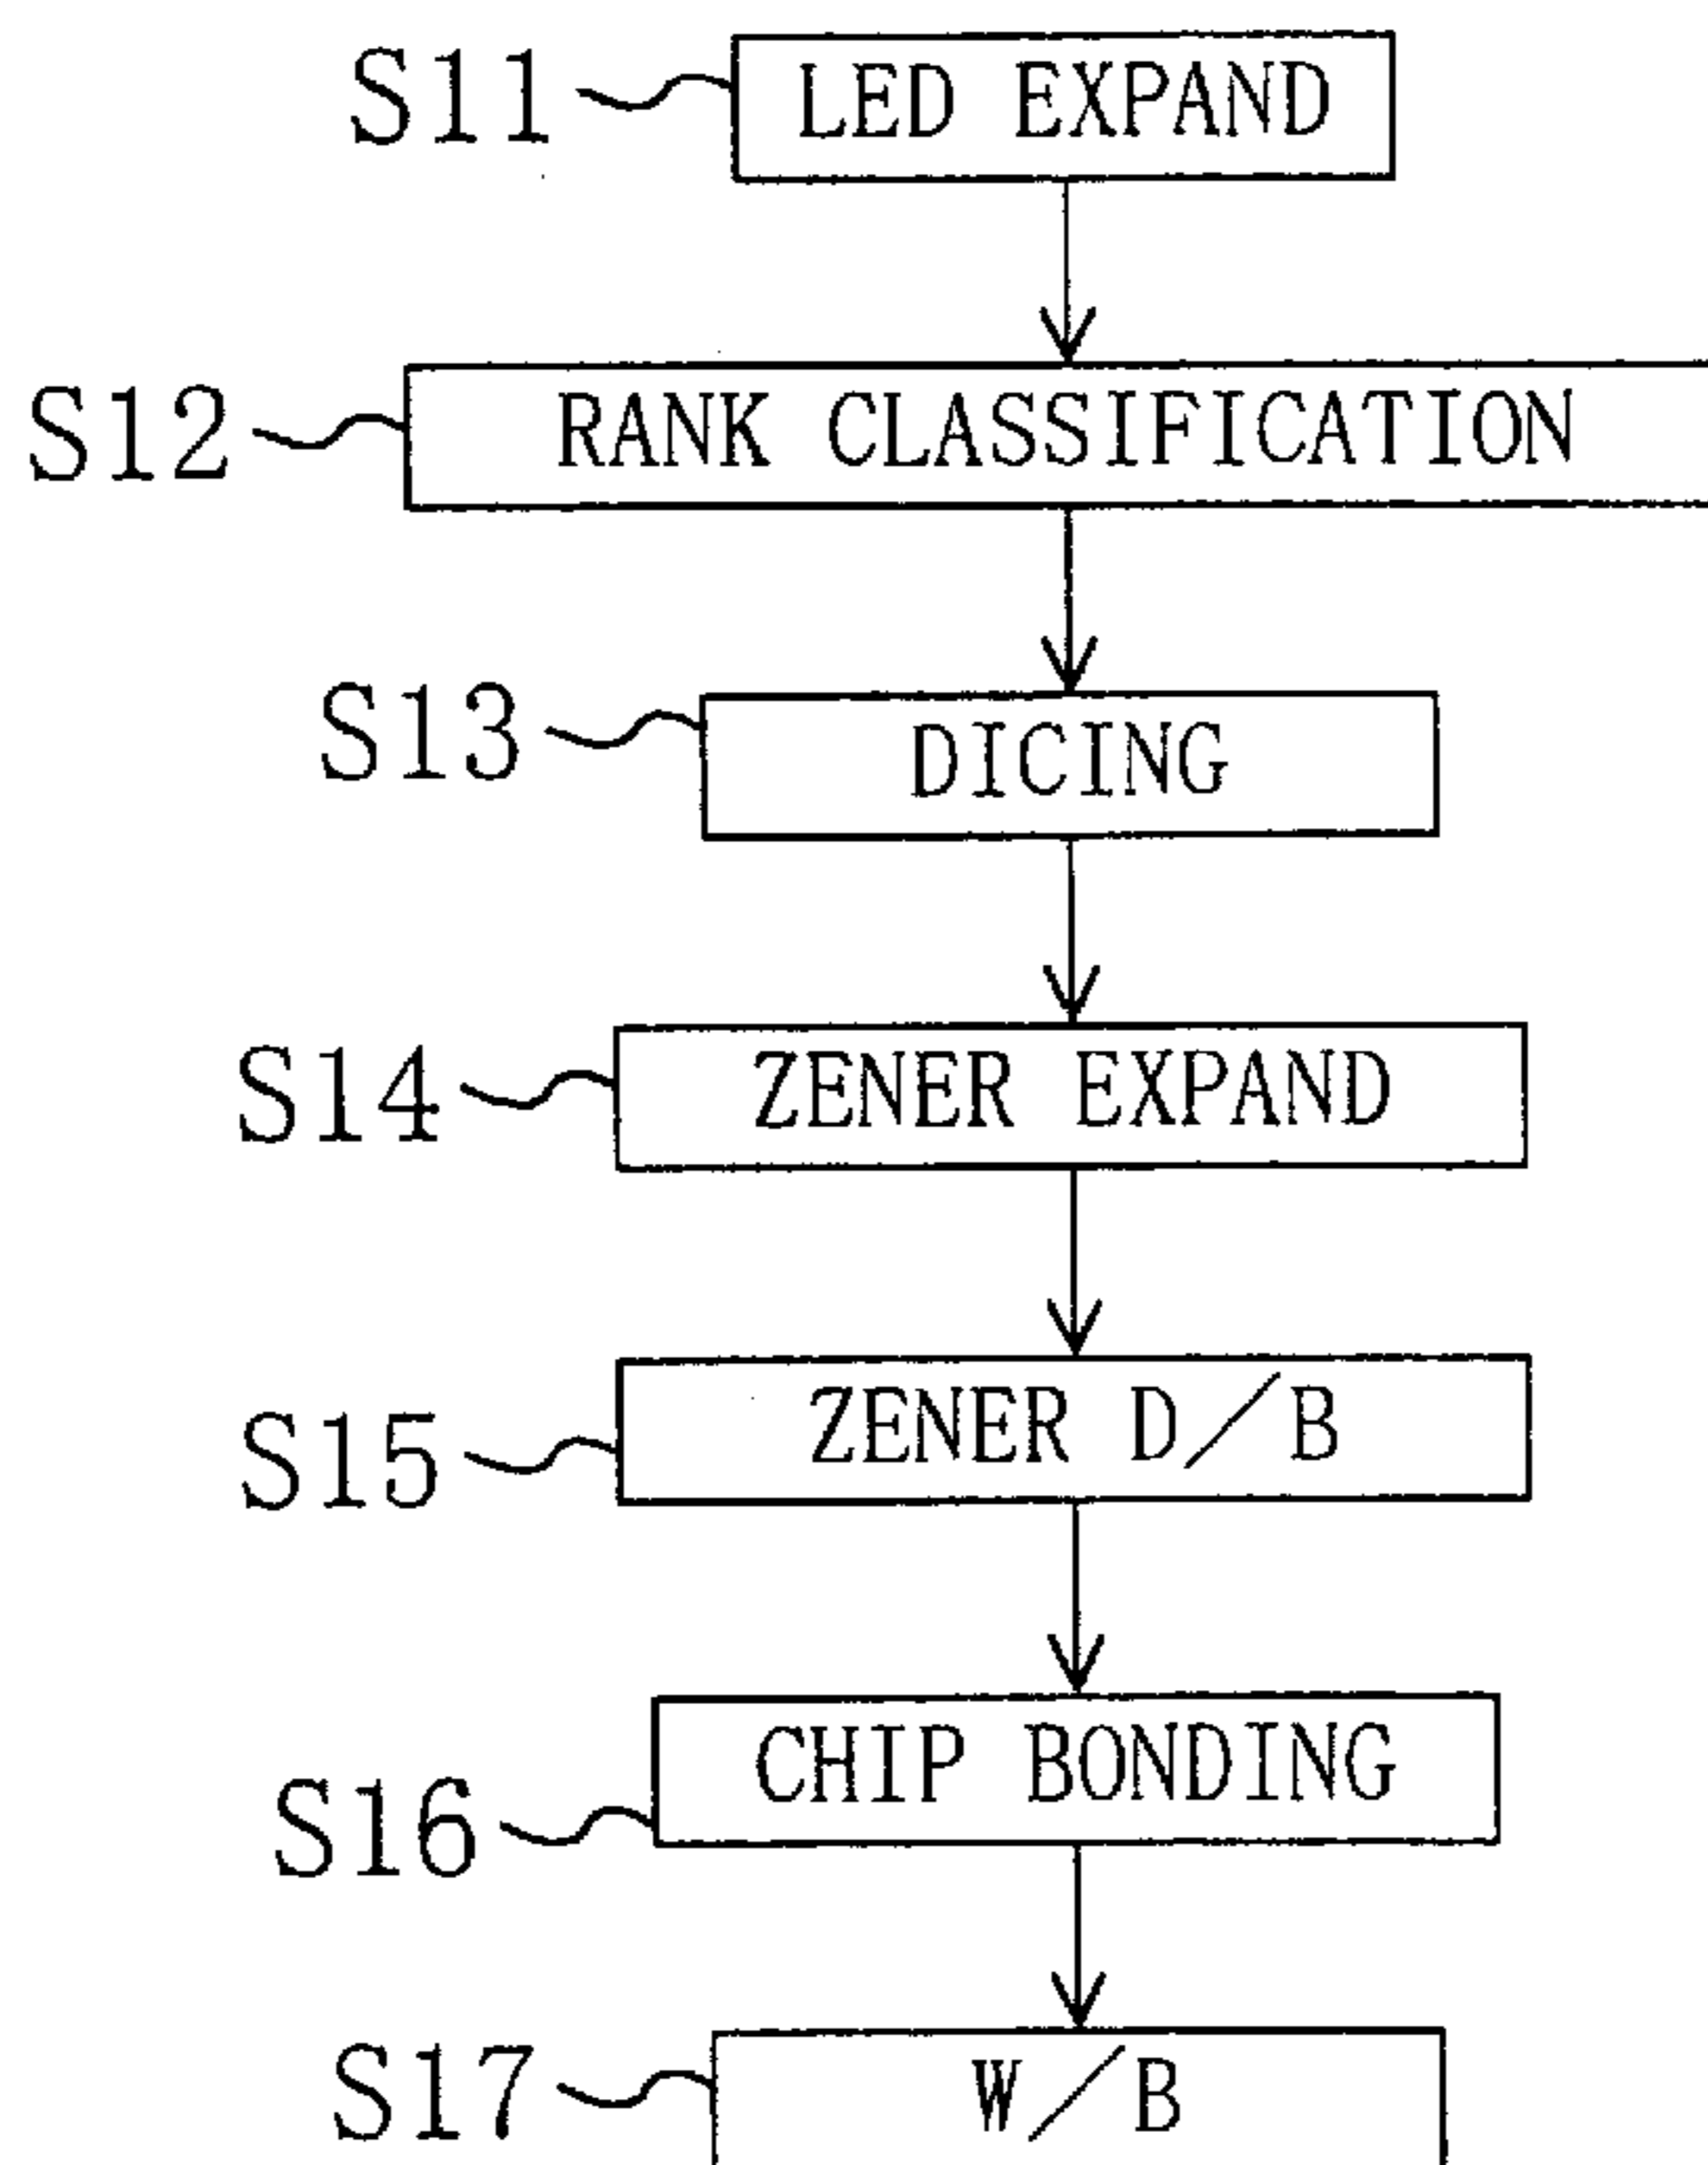 S11 LED EXPAND
S12 RANK CLASSIFICATION
S13 DICING
S14 ZENER EXPAND
S15 ZENER D/B
S16 CHIP BONDING
S17 W/B